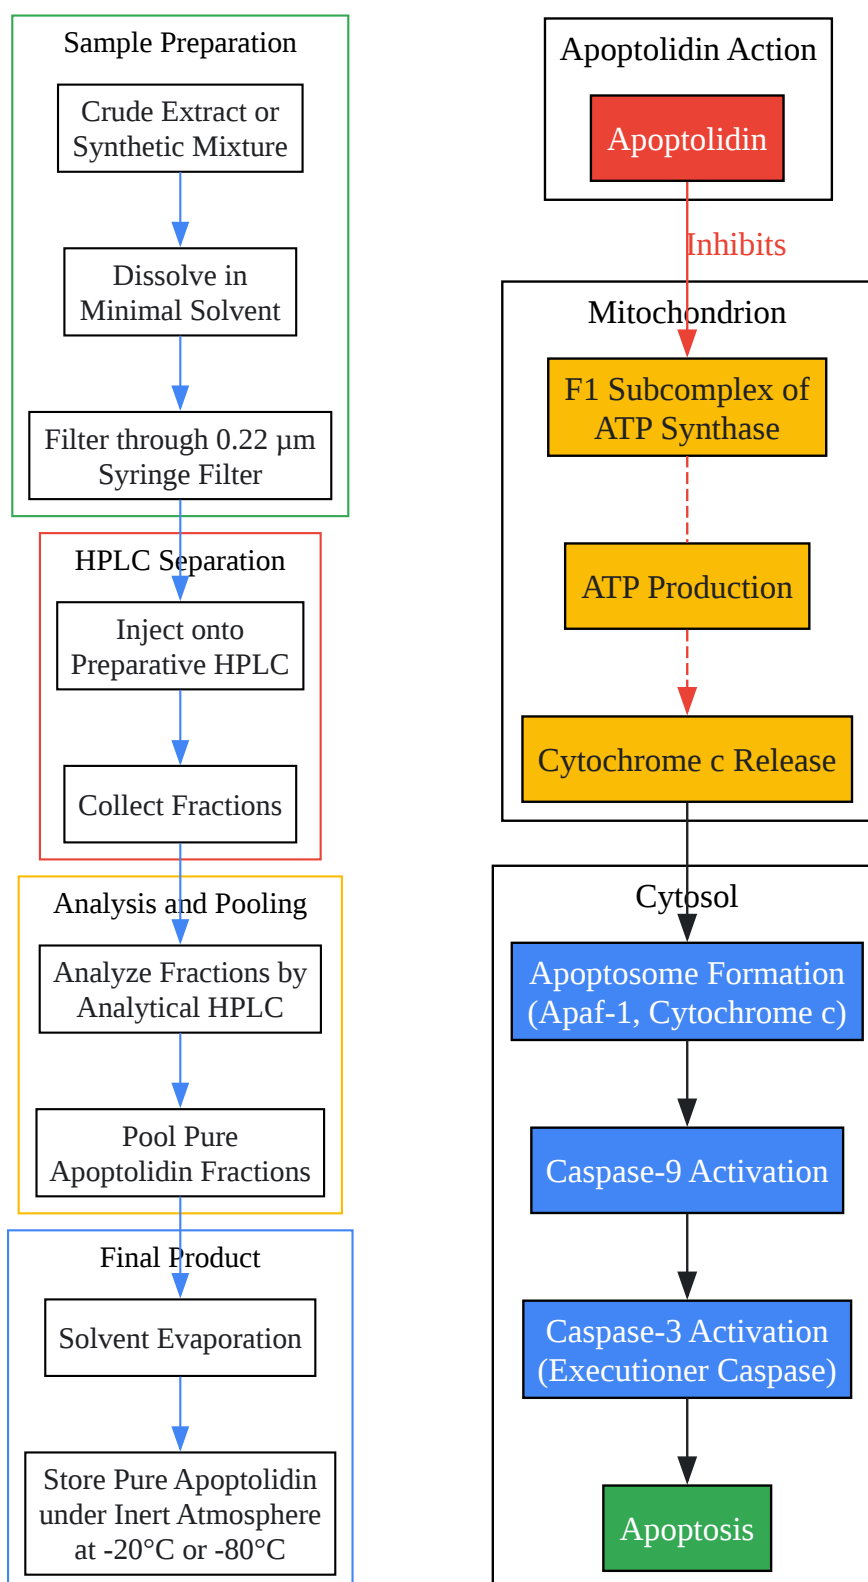 Sample Preparation
Crude Extract or
Synthetic Mixture
Dissolve in
Minimal Solvent
Filter through 0.22 µm
Syringe Filter
HPLC Separation
Inject onto
Preparative HPLC
Collect Fractions
Analysis and Pooling
Analyze Fractions by
Analytical HPLC
Pool Pure
Apoptolidin Fractions
Final Product
Solvent Evaporation
Store Pure Apoptolidin
under Inert Atmosphere
at -20°C or -80°C
Apoptolidin Action
Apoptolidin
Inhibits
Mitochondrion
F1 Subcomplex of
ATP Synthase
ATP Production
Cytochrome c Release
Cytosol
Apoptosome Formation
(Apaf-1, Cytochrome c)
Caspase-9 Activation
Caspase-3 Activation
(Executioner Caspase)
Apoptosis